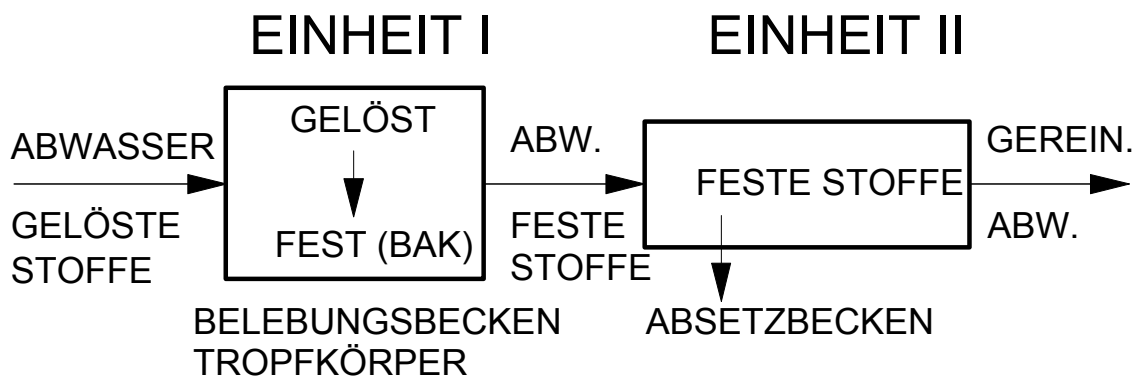 EINHEIT I
EINHEIT II
ABWASSER
GELÖSTE
STOFFE
GELÖST
FEST (BAK)
BELEBUNGSBECKEN
TROPFKÖRPER
ABW.
FESTE
STOFFE
FESTE STOFFE
ABSETZBECKEN
GEREIN.
ABW.